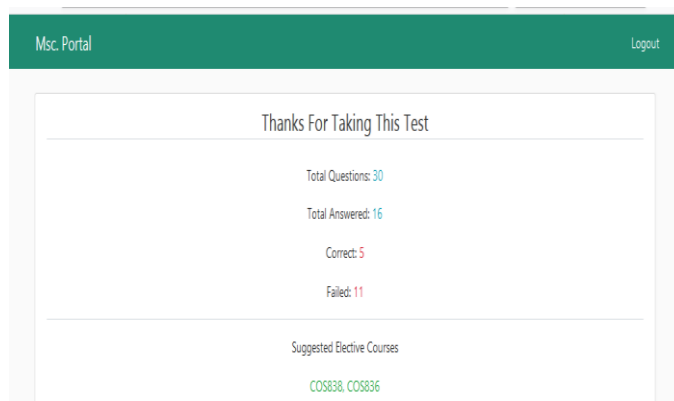 Msc. Portal Logout
Thanks For Taking This Test
Total Questions: 30
Total Answered: 16
Correct: 5
Failed: 11
Suggested Elective Courses
COS838, COS836